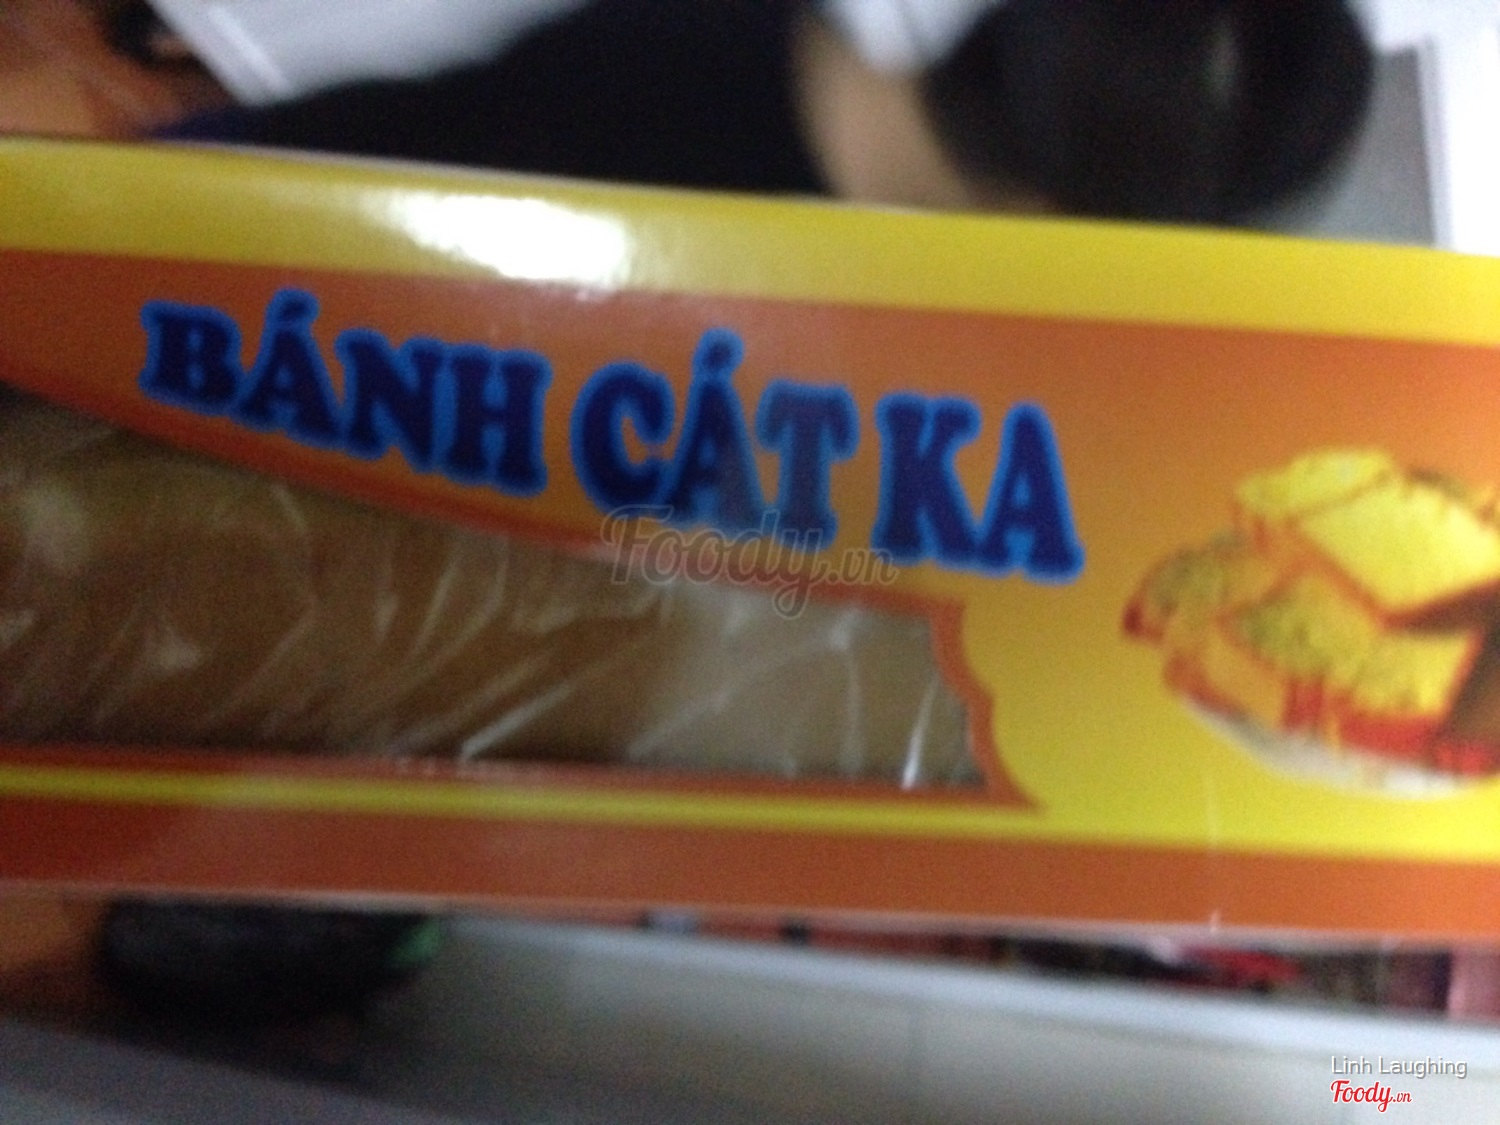 BÁNH CÁT KA
Foody.vn
Linh Laughing
Foody.vn